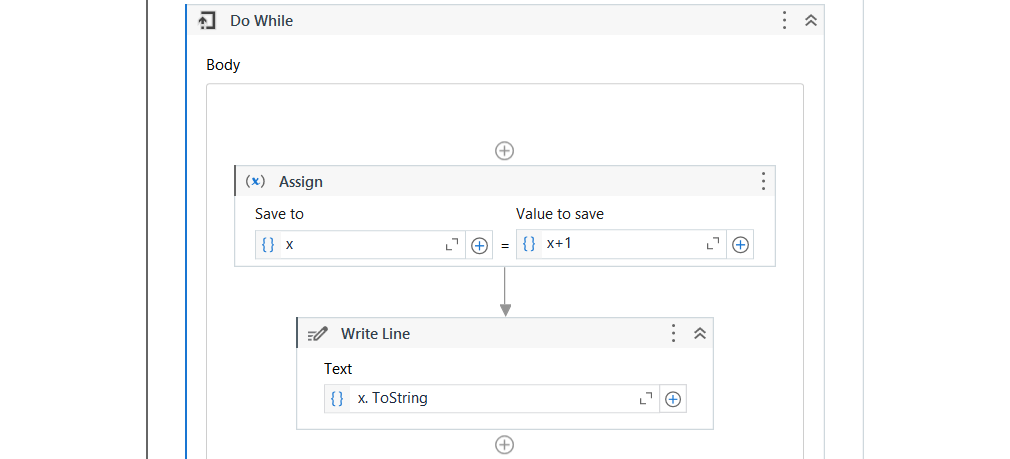 Do While
Body
(x) Assign
Save to Value to save
{} x = {} x+1
Write Line
Text
{} x. ToString